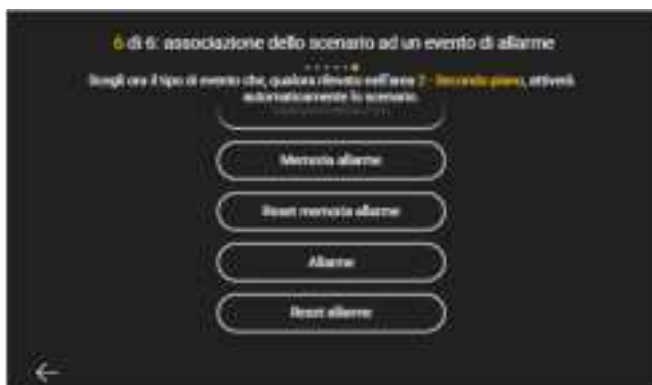 6 di 6: associazione dello scenario ad un evento di allarme
Scegli ora il tipo di evento che, qualora rilevato nell'area 2 - Secondo piano, attiverà
automaticamente lo scenario.
Memoria allarme
Reset memoria allarme
Allarme
Reset allarme